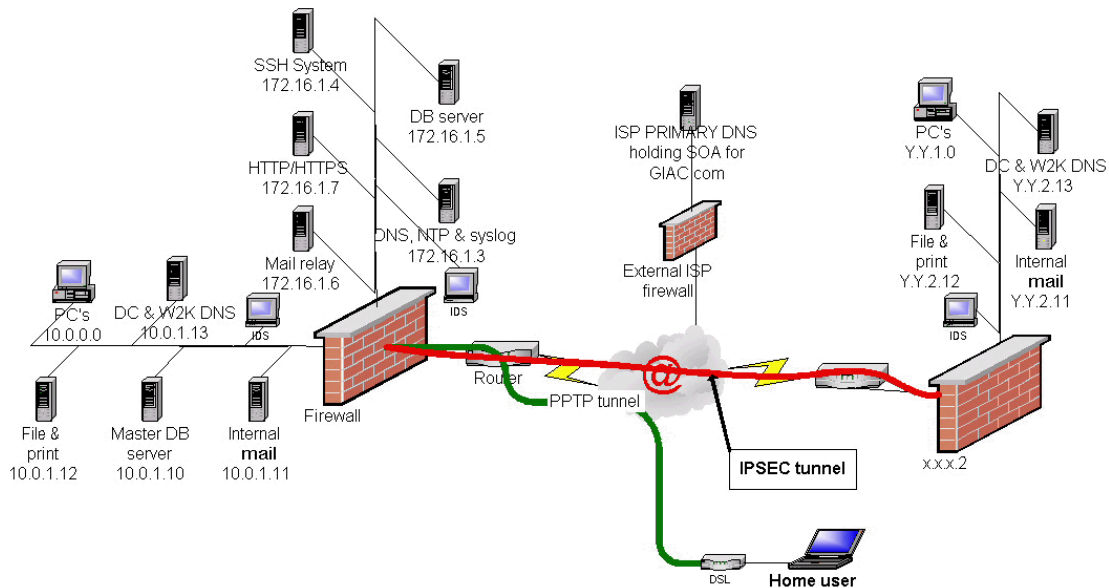 SSH System
172.16.1.4
DB server
172.16.1.5
HTTP/HTTPS
172.16.1.7
DNS, NTP & syslog
172.16.1.3
Mail relay
172.16.1.6
IDS
PC's
10.0.0.0
DC & W2K DNS
10.0.1.13
IDS
File &
print
10.0.1.12
Master DB
server
10.0.1.10
Internal
mail
10.0.1.11
Firewall
Router
PPTP tunnel
@
IPSEC tunnel
ISP PRIMARY DNS
holding SOA for
GIAC.com
External ISP
firewall
PC's
Y.Y.1.0
DC & W2K DNS
Y.Y.2.13
File &
print
Y.Y.2.12
Internal
mail
Y.Y.2.11
IDS
x.x.x.2
DSL
Home user